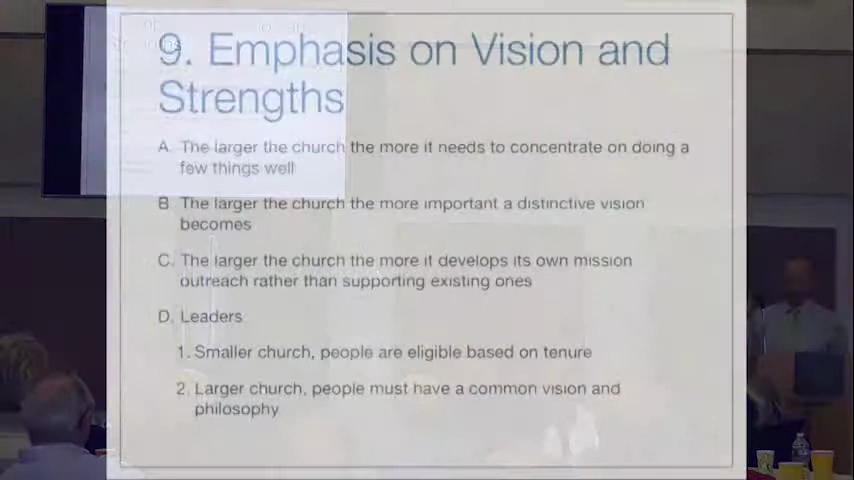 9. Emphasis on Vision and
Strengths
A. The larger the church the more it needs to concentrate on doing a
few things well
B. The larger the church the more important a distinctive vision
becomes
C. The larger the church the more it develops its own mission
outreach rather than supporting existing ones
D. Leaders
1. Smaller church, people are eligible based on tenure
2. Larger church, people must have a common vision and
philosophy